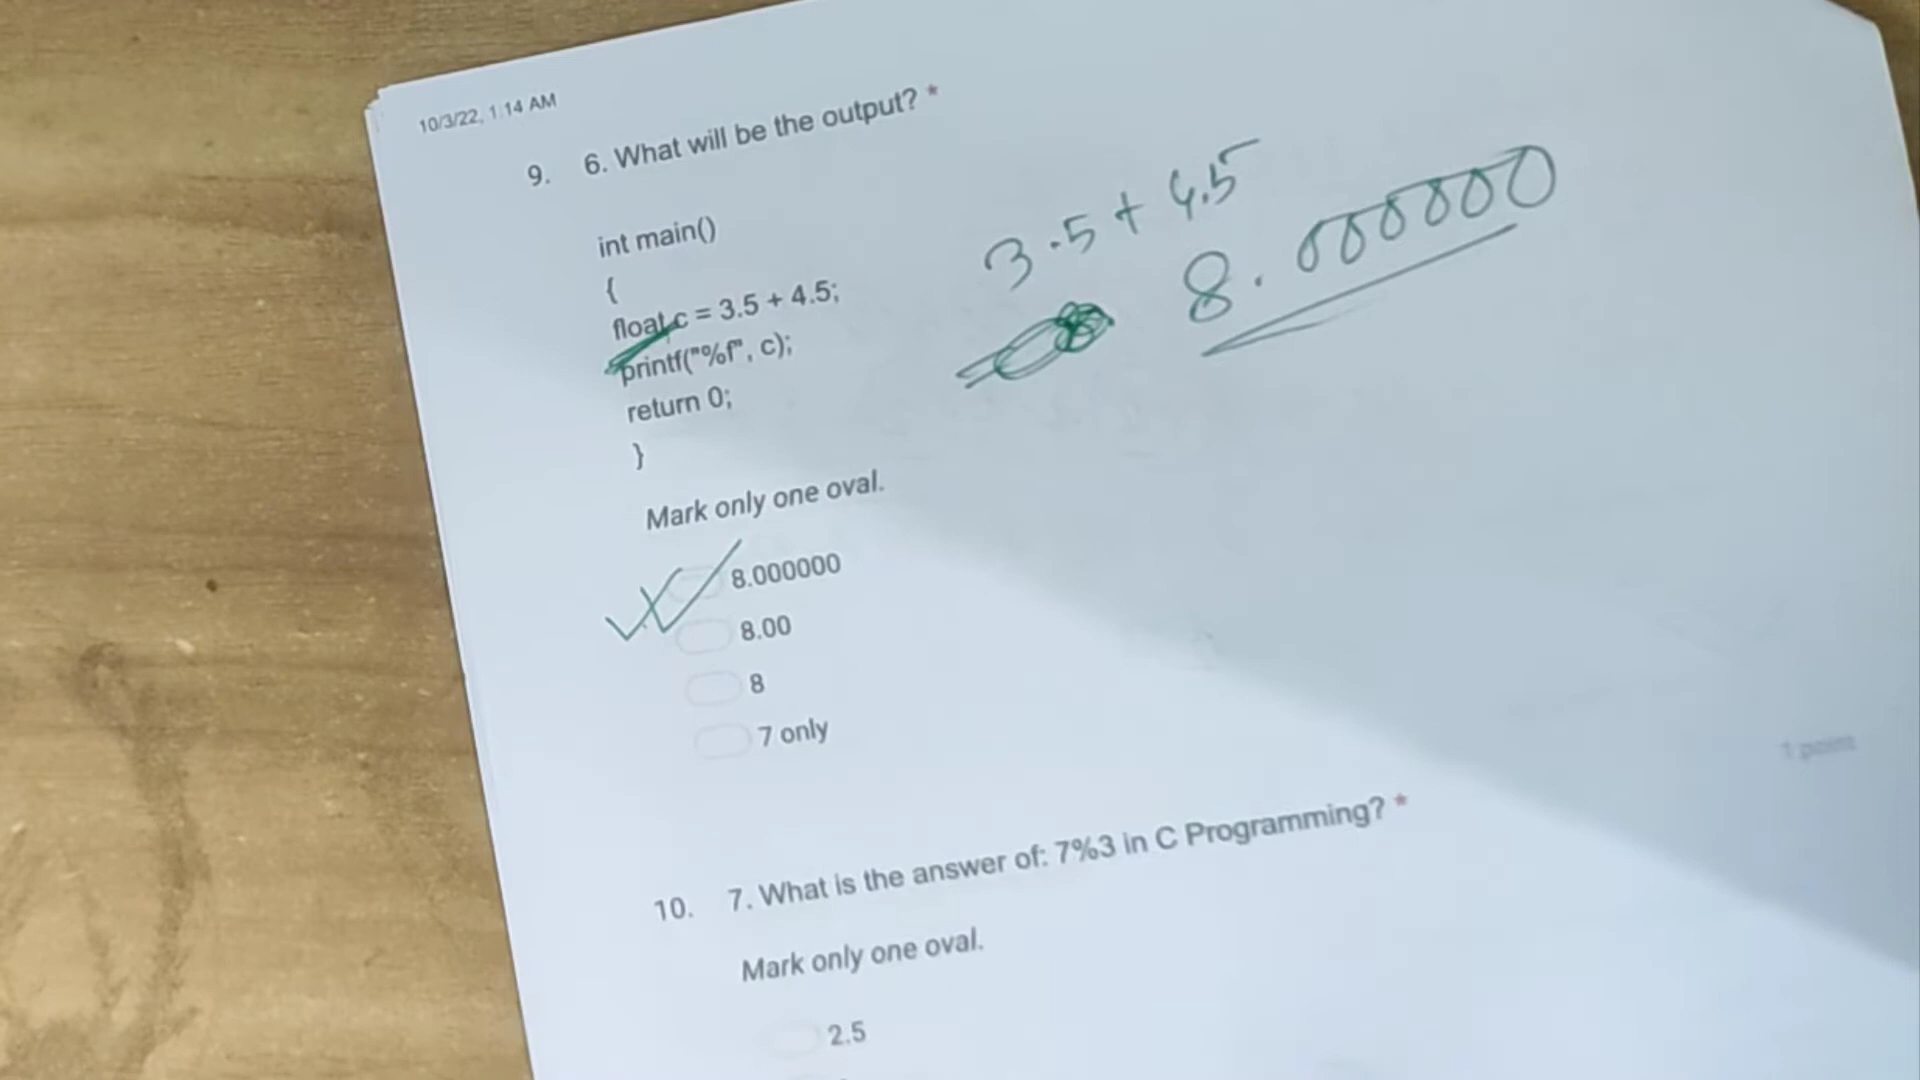 10/3/22, 1:14 AM
9. 6. What will be the output? *
int main()
{
float c = 3.5 + 4.5;
printf("%f", c);
return 0;
}
3.5 + 4.5
8.000000
Mark only one oval.
8.000000
8.00
8
7 only
1 point
10. 7. What is the answer of: 7%3 in C Programming? *
Mark only one oval.
2.5